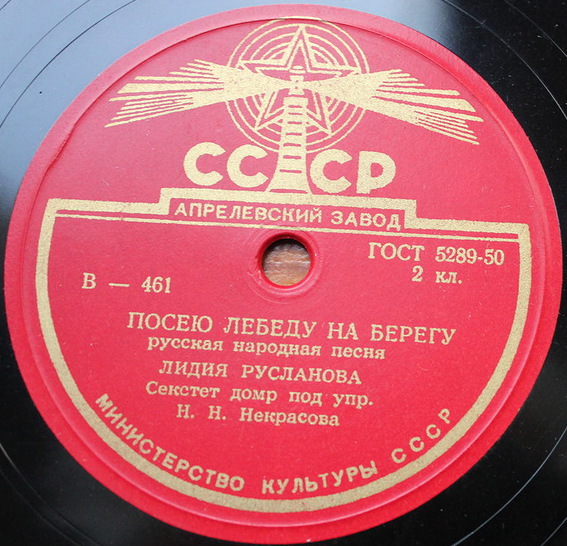 СССР
АПРЕЛЕВСКИЙ ЗАВОД
ГОСТ 5289-50
2 кл.
В — 461
ПОСЕЮ ЛЕБЕДУ НА БЕРЕГУ
русская народная песня
ЛИДИЯ РУСЛАНОВА
Секстет домр под упр.
Н. Н. Некрасова
МИНИСТЕРСТВО КУЛЬТУРЫ СССР